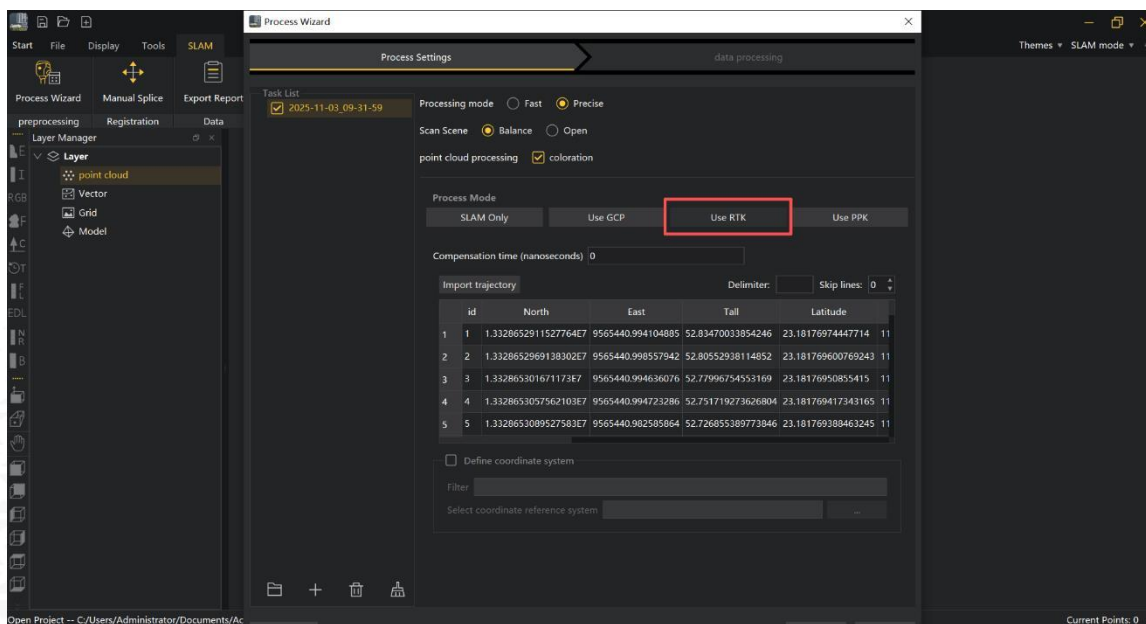 Process Wizard
Start File Display Tools SLAM
Themes SLAM mode
Process Settings
data processing
Process Wizard Manual Splice Export Report
preprocessing Registration Data
Task List
2025-11-03_09-31-59
Processing mode Fast Precise
Scan Scene Balance Open
point cloud processing coloration
Layer Manager
Layer
point cloud
Vector
Grid
Model
RGB
EDL
Process Mode
SLAM Only Use GCP Use RTK Use PPK
Compensation time (nanoseconds) 0
Import trajectory Delimiter: Skip lines: 0
id North East Tall Latitude
1 1 1.3328652911527764E7 9565440.994104885 52.83470033854246 23.18176974447714 11
2 2 1.3328652969138302E7 9565440.998557942 52.80552938114852 23.181769600769243 11
3 3 1.332865301671173E7 9565440.994636076 52.77996754553169 23.18176950855415 11
4 4 1.3328653057562103E7 9565440.994723286 52.751719273626804 23.181769417343165 11
5 5 1.3328653089527583E7 9565440.982585864 52.726855389773846 23.181769388463245 11
Define coordinate system
Filter
Select coordinate reference system ...
Open Project -- C:/Users/Administrator/Documents/Ac
Current Points: 0